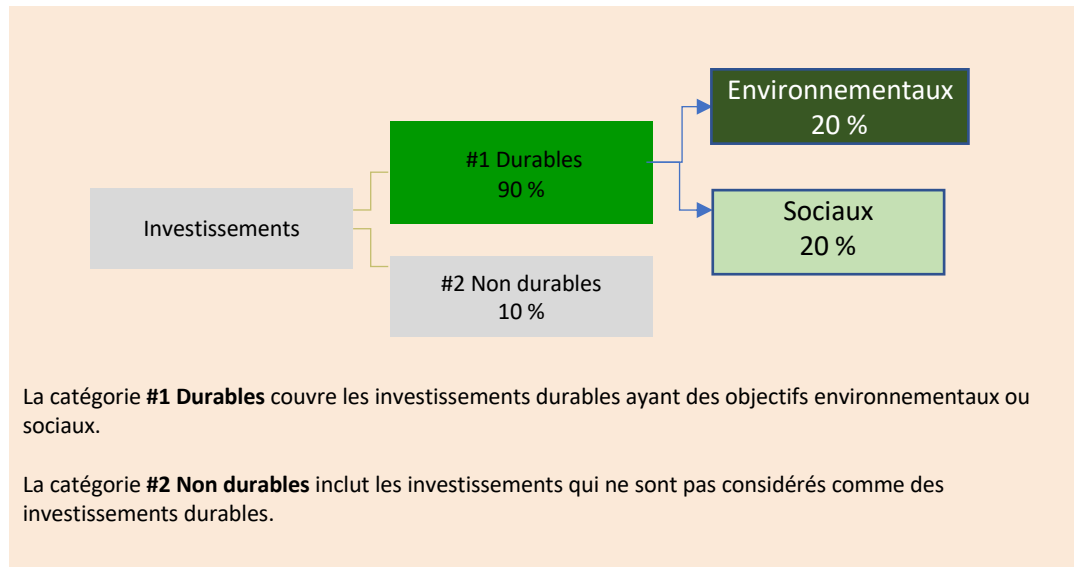 Investissements
#1 Durables
90 %
#2 Non durables
10 %
Environnementaux
20 %
Sociaux
20 %
La catégorie #1 Durables couvre les investissements durables ayant des objectifs environnementaux ou
sociaux.
La catégorie #2 Non durables inclut les investissements qui ne sont pas considérés comme des
investissements durables.